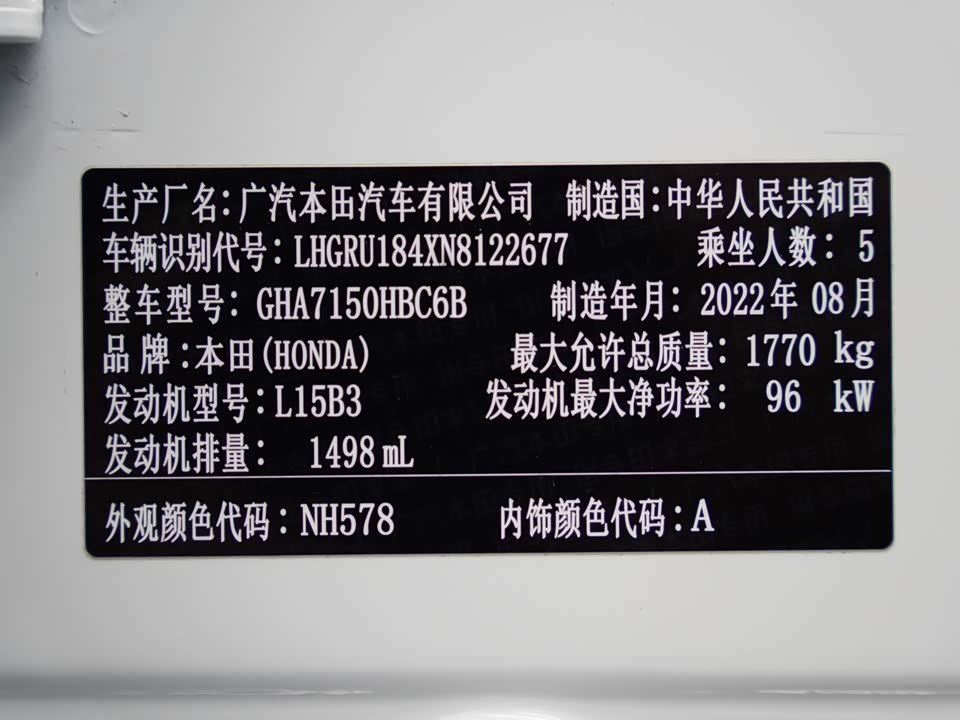 生产厂名：广汽本田汽车有限公司 制造国：中华人民共和国
车辆识别代号：LHGRU184XN8122677 乘坐人数：5
整车型号：GHA7150HBC6B 制造年月：2022年08月
品牌：本田(HONDA) 最大允许总质量：1770 kg
发动机型号：L15B3 发动机最大净功率：96 kW
发动机排量：1498mL
外观颜色代码：NH578 内饰颜色代码：A